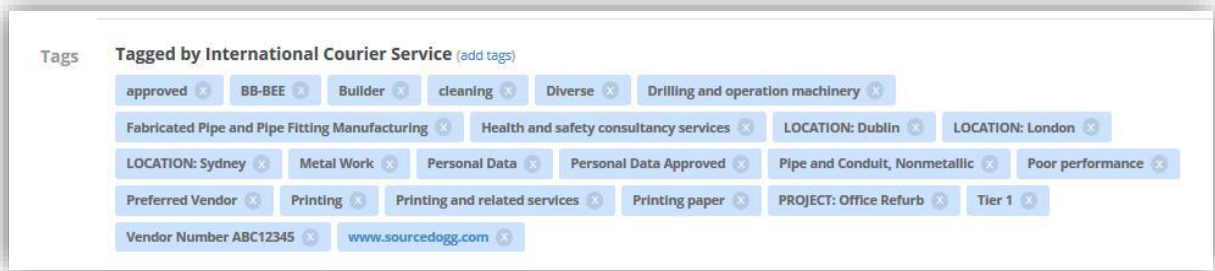 Tags Tagged by International Courier Service (add tags)
approved x BB-BEE x Builder x cleaning x Diverse x Drilling and operation machinery x
Fabricated Pipe and Pipe Fitting Manufacturing x Health and safety consultancy services x LOCATION: Dublin x LOCATION: London x
LOCATION: Sydney x Metal Work x Personal Data x Personal Data Approved x Pipe and Conduit, Nonmetallic x Poor performance x
Preferred Vendor x Printing x Printing and related services x Printing paper x PROJECT: Office Refurb x Tier 1 x
Vendor Number ABC12345 x www.sourcedogg.com x